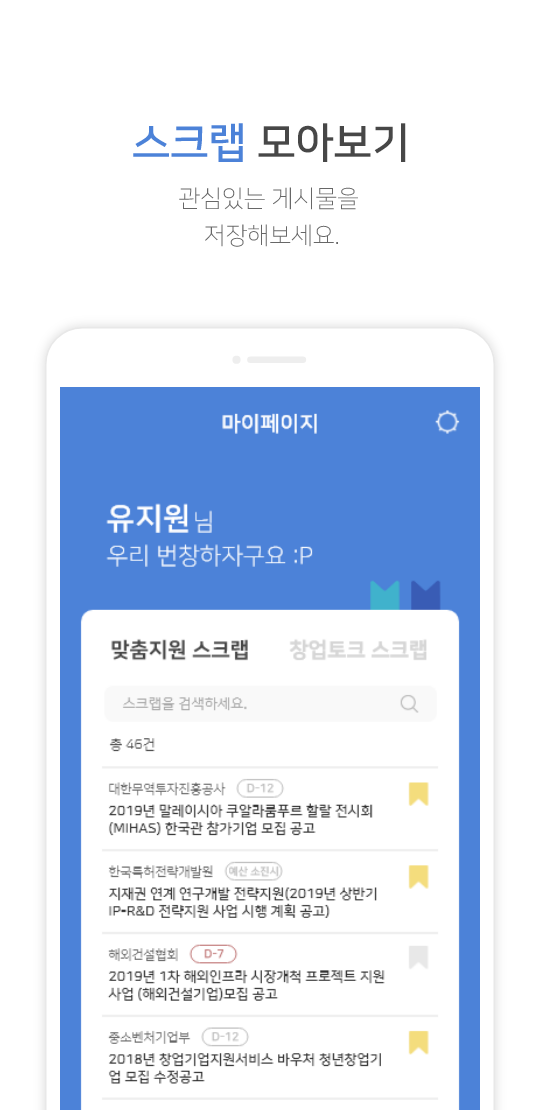 스크랩 모아보기
관심있는 게시물을
저장해보세요.
마이페이지
유지원님
우리 번창하자구요 :P
맞춤지원 스크랩
창업토크 스크랩
스크랩을 검색하세요.
총 46건
대한무역투자진흥공사 D-12
2019년 말레이시아 쿠알라룸푸르 할랄 전시회
(MIHAS) 한국관 참가기업 모집 공고
한국특허전략개발원 예산 소진시
지재권 연계 연구개발 전략지원(2019년 상반기
IP-R&D 전략지원 사업 시행 계획 공고)
해외건설협회 D-7
2019년 1차 해외인프라 시장개척 프로젝트 지원
사업 (해외건설기업)모집 공고
중소벤처기업부 D-12
2018년 창업기업지원서비스 바우처 청년창업기
업 모집 수정공고